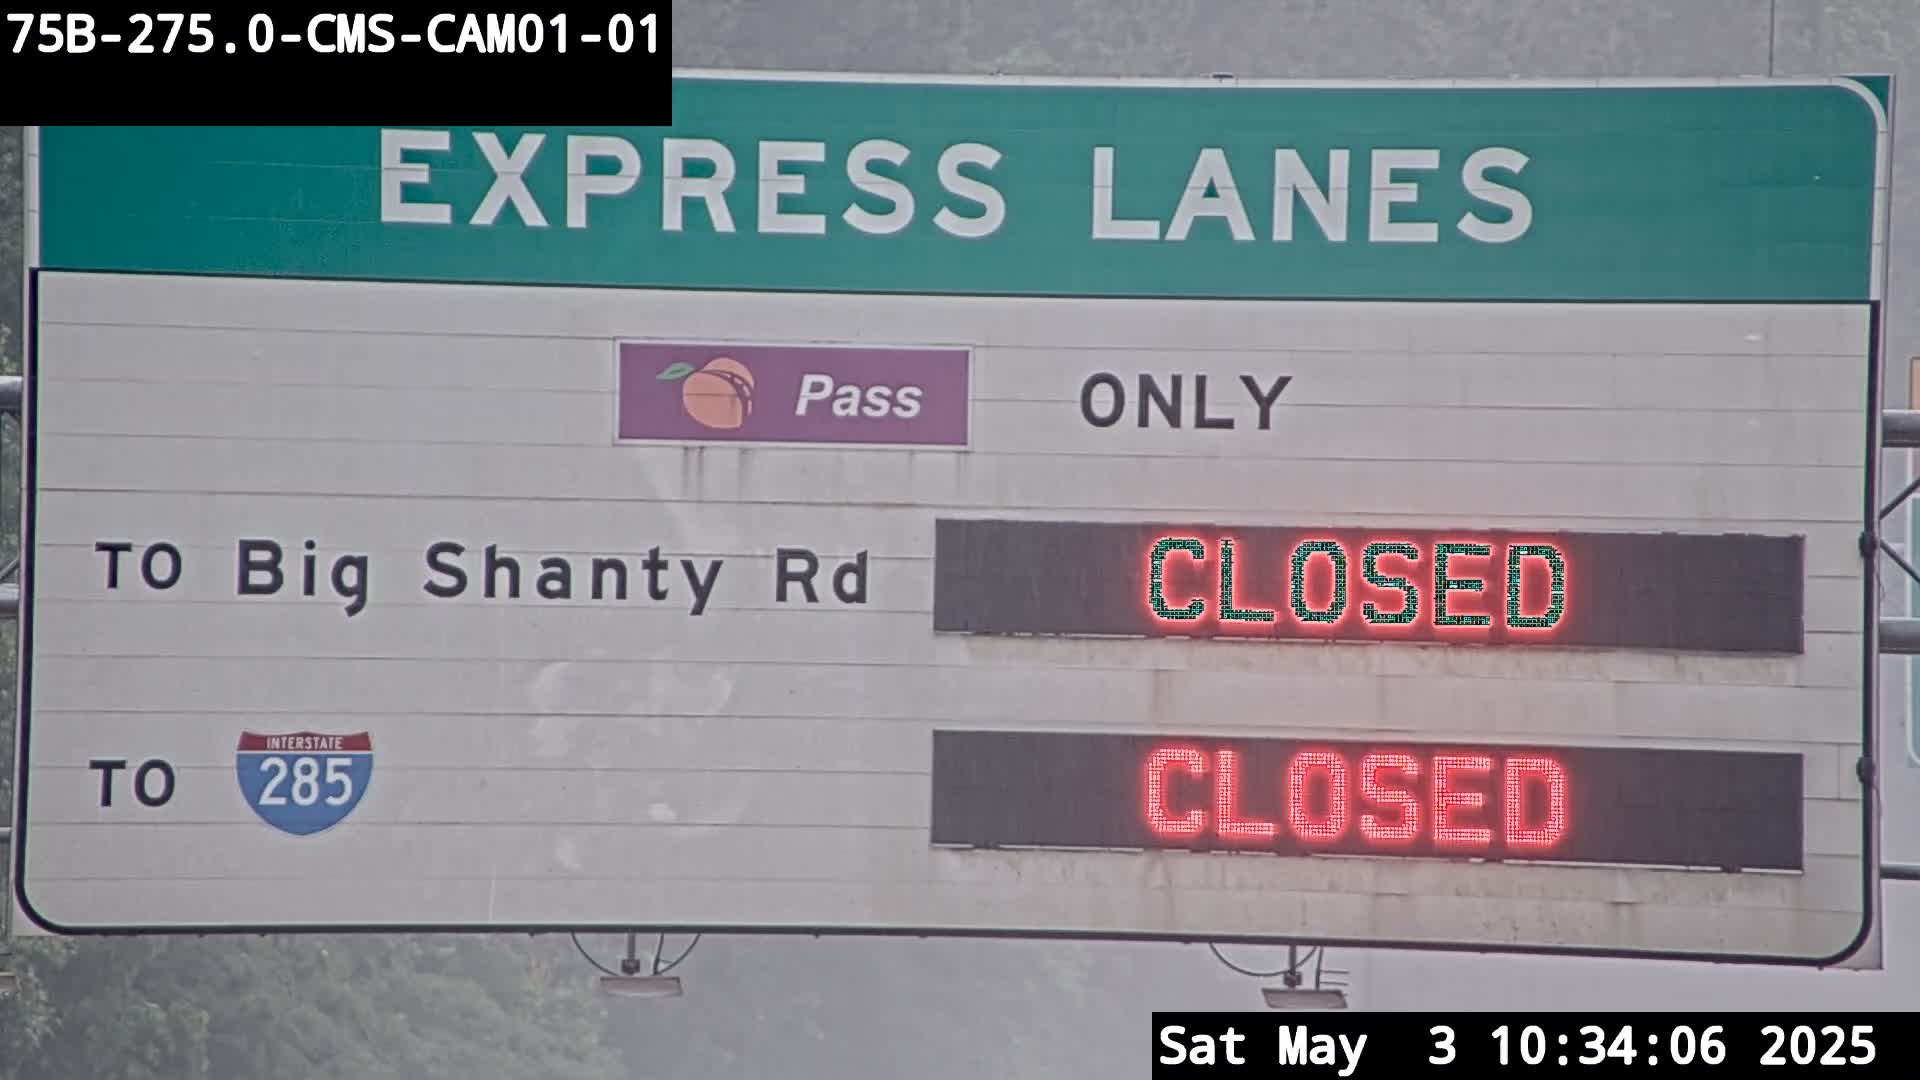 75B-275.0-CMS-CAM01-01
EXPRESS LANES
Pass ONLY
TO Big Shanty Rd CLOSED
TO INTERSTATE 285 CLOSED
Sat May 3 10:34:06 2025